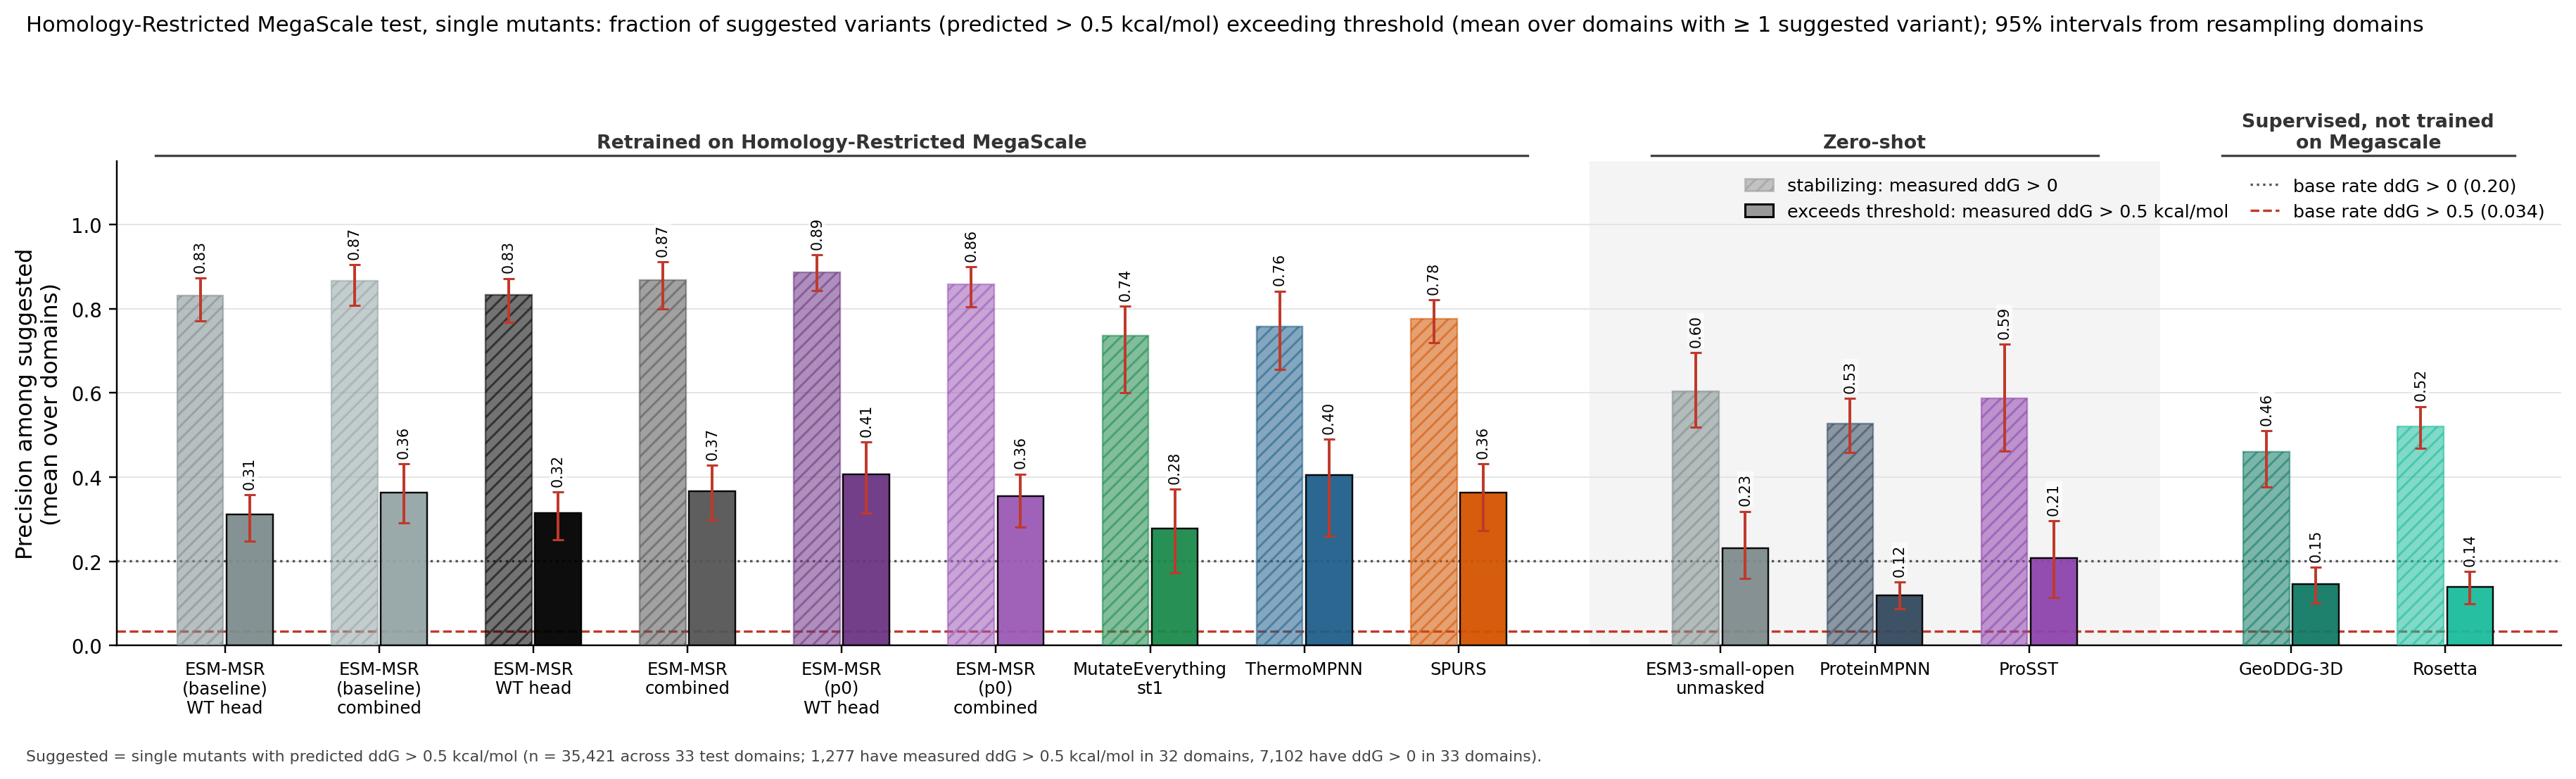 Homology-Restricted MegaScale test, single mutants: fraction of suggested variants (predicted > 0.5 kcal/mol) exceeding threshold (mean over domains with ≥ 1 suggested variant); 95% intervals from resampling domains
Retrained on Homology-Restricted MegaScale
Zero-shot
Supervised, not trained
on Megascale
stabilizing: measured ddG > 0
exceeds threshold: measured ddG > 0.5 kcal/mol
base rate ddG > 0 (0.20)
base rate ddG > 0.5 (0.034)
Precision among suggested
(mean over domains)
1.0
0.8
0.6
0.4
0.2
0.0
0.83
0.31
0.87
0.36
0.83
0.32
0.87
0.37
0.89
0.41
0.86
0.36
0.74
0.28
0.76
0.40
0.78
0.36
0.60
0.23
0.53
0.12
0.59
0.21
0.46
0.15
0.52
0.14
ESM-MSR
(baseline)
WT head
ESM-MSR
(baseline)
combined
ESM-MSR
WT head
ESM-MSR
combined
ESM-MSR
(p0)
WT head
ESM-MSR
(p0)
combined
MutateEverything
st1
ThermoMPNN
SPURS
ESM3-small-open
unmasked
ProteinMPNN
ProSST
GeoDDG-3D
Rosetta
Suggested = single mutants with predicted ddG > 0.5 kcal/mol (n = 35,421 across 33 test domains; 1,277 have measured ddG > 0.5 kcal/mol in 32 domains, 7,102 have ddG > 0 in 33 domains).